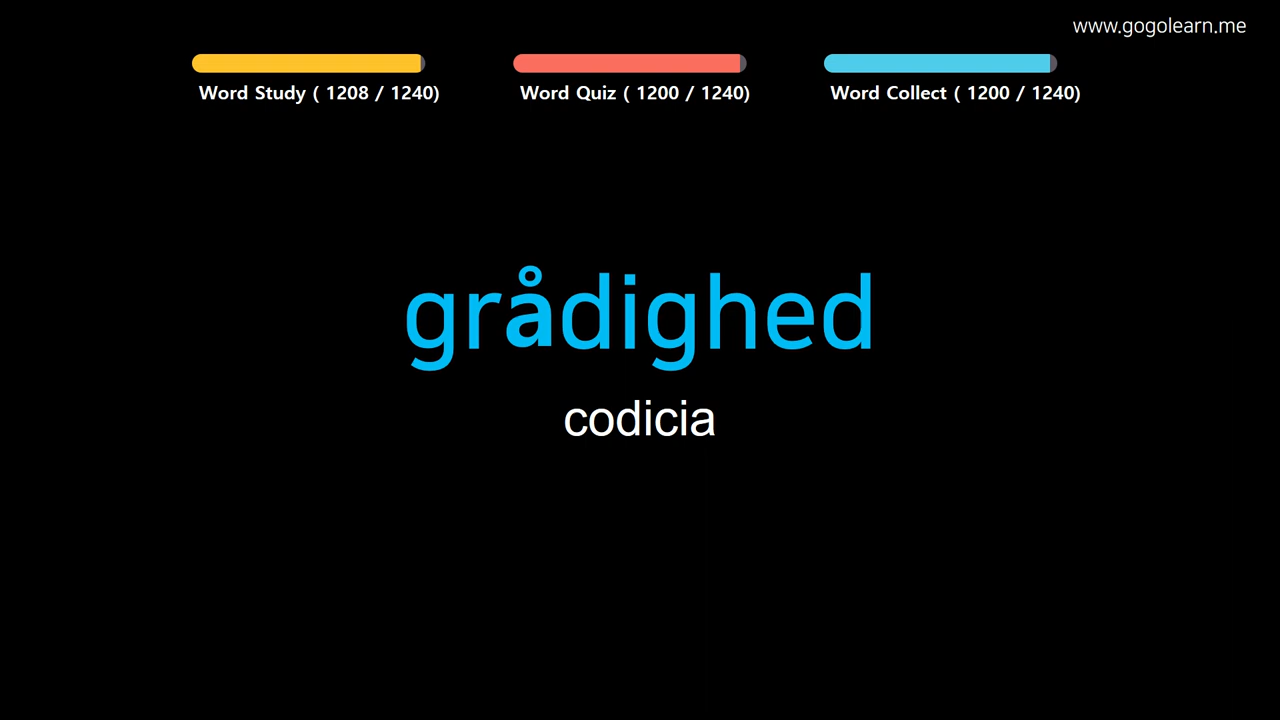 www.gogolearn.me
Word Study ( 1208 / 1240)
Word Quiz ( 1200 / 1240)
Word Collect ( 1200 / 1240)
grådighed
codicia